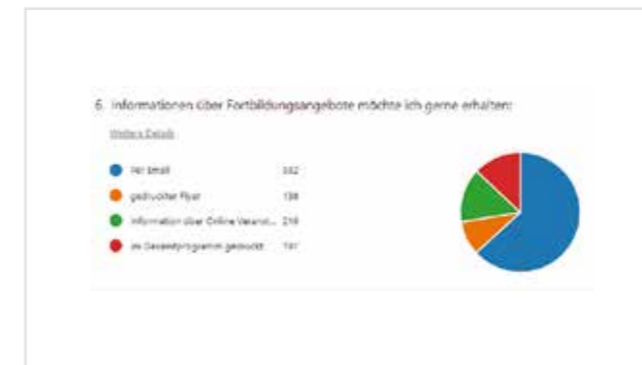 6. Informationen über Fortbildungsangebote möchte ich gerne erhalten:
Weitere Details
Per Email
gedruckter Flyer
Information über Online Veranst... 219
im Gesamtprogramm gedruckt